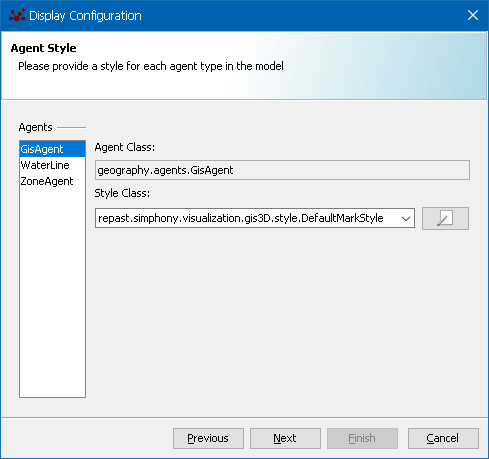 Display Configuration
Agent Style
Please provide a style for each agent type in the model
Agents
GisAgent
WaterLine
ZoneAgent
Agent Class:
geography.agents.GisAgent
Style Class:
repast.simphony.visualization.gis3D.style.DefaultMarkStyle
Previous
Next
Finish
Cancel